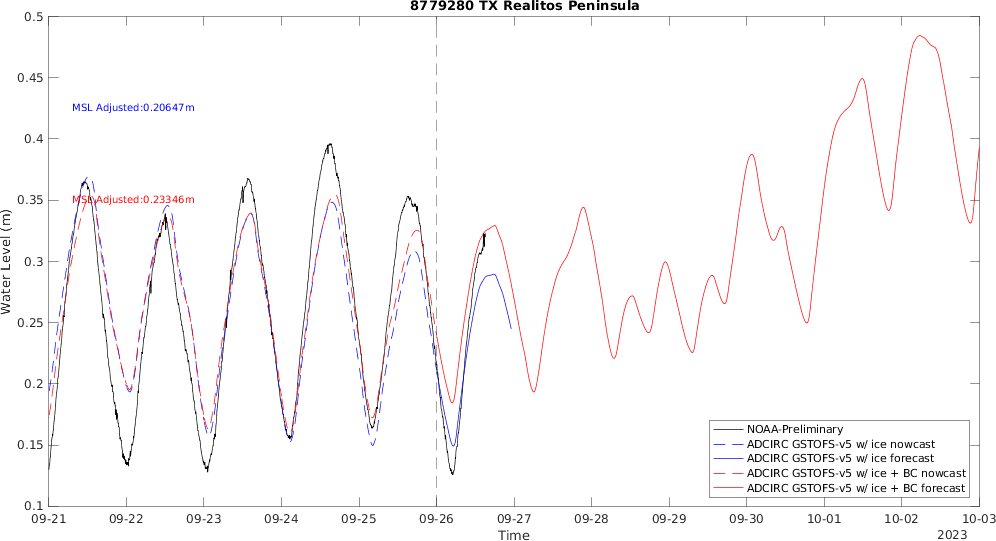 8779280 TX Realitos Peninsula
0.5
0.45
0.4
0.35
0.3
0.25
0.2
0.15
0.1
Water Level (m)
MSL Adjusted:0.20647m
MSL Adjusted:0.23346m
NOAA-Preliminary
ADCIRC GSTOFS-v5 w/ ice nowcast
ADCIRC GSTOFS-v5 w/ ice forecast
ADCIRC GSTOFS-v5 w/ ice + BC nowcast
ADCIRC GSTOFS-v5 w/ ice + BC forecast
09-21 09-22 09-23 09-24 09-25 09-26 09-27 09-28 09-29 09-30 10-01 10-02 10-03
Time
2023